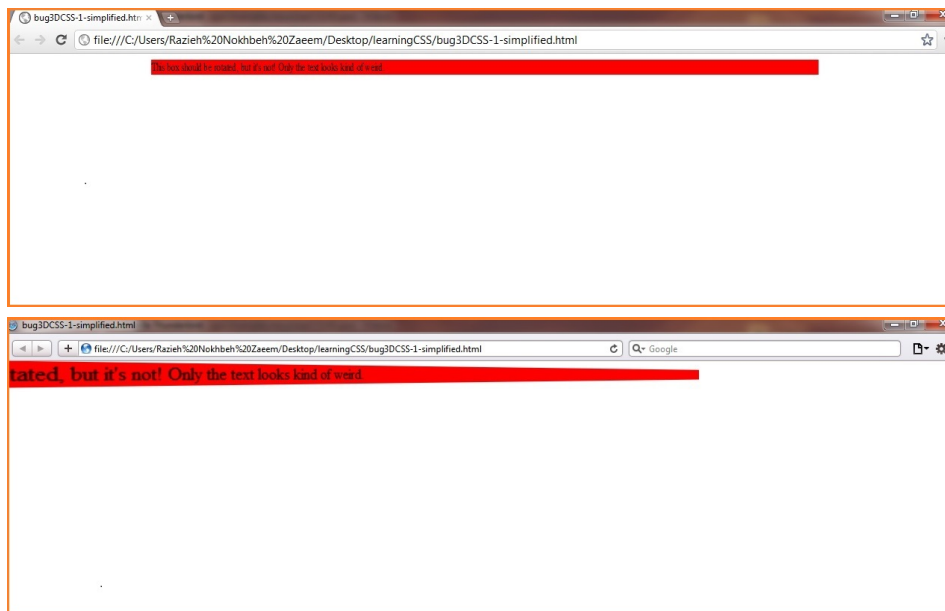 bug3DCSS-1-simplified.htm
file:///C:/Users/Razieh%20Nokhbeh%20Zaeem/Desktop/learningCSS/bug3DCSS-1-simplified.html
This box should be rotated, but it's not! Only the text looks kind of weird.
.
bug3DCSS-1-simplified.html
file:///C:/Users/Razieh%20Nokhbeh%20Zaeem/Desktop/learningCSS/bug3DCSS-1-simplified.html
Google
tated, but it's not! Only the text looks kind of weird.
.